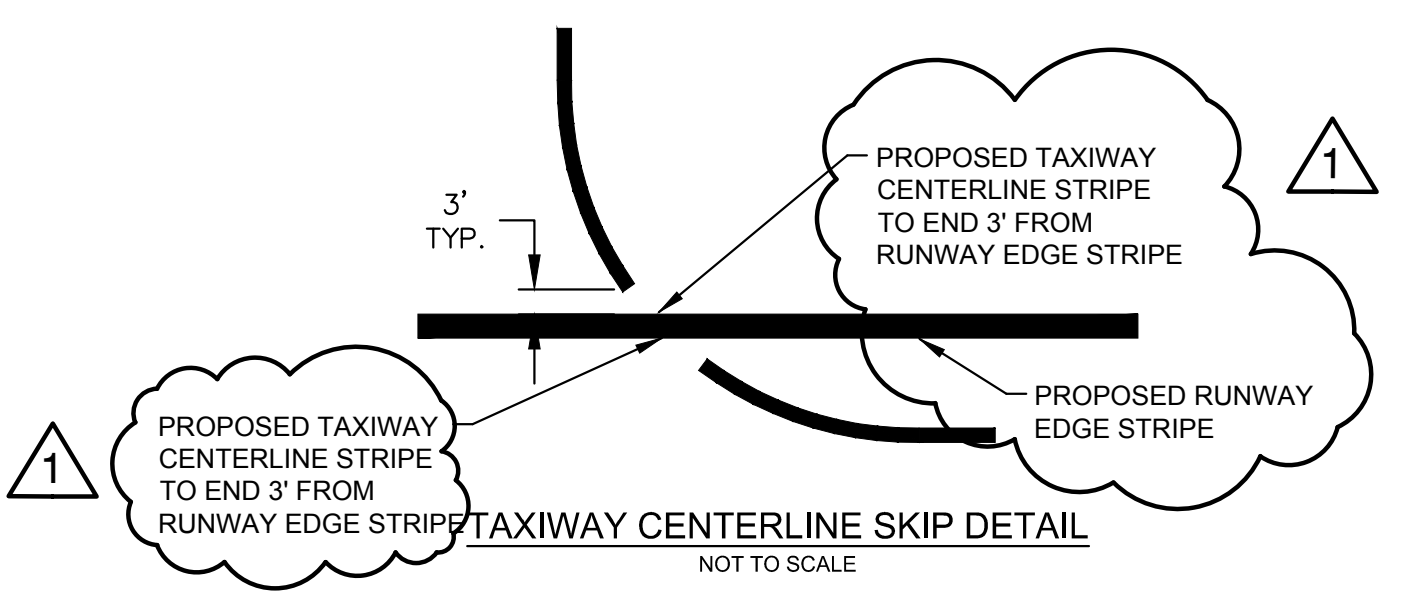 PROPOSED TAXIWAY
CENTERLINE STRIPE
TO END 3' FROM
RUNWAY EDGE STRIPE
1
3'
TYP.
PROPOSED RUNWAY
EDGE STRIPE
1
PROPOSED TAXIWAY
CENTERLINE STRIPE
TO END 3' FROM
RUNWAY EDGE STRIPE
TAXIWAY CENTERLINE SKIP DETAIL
NOT TO SCALE